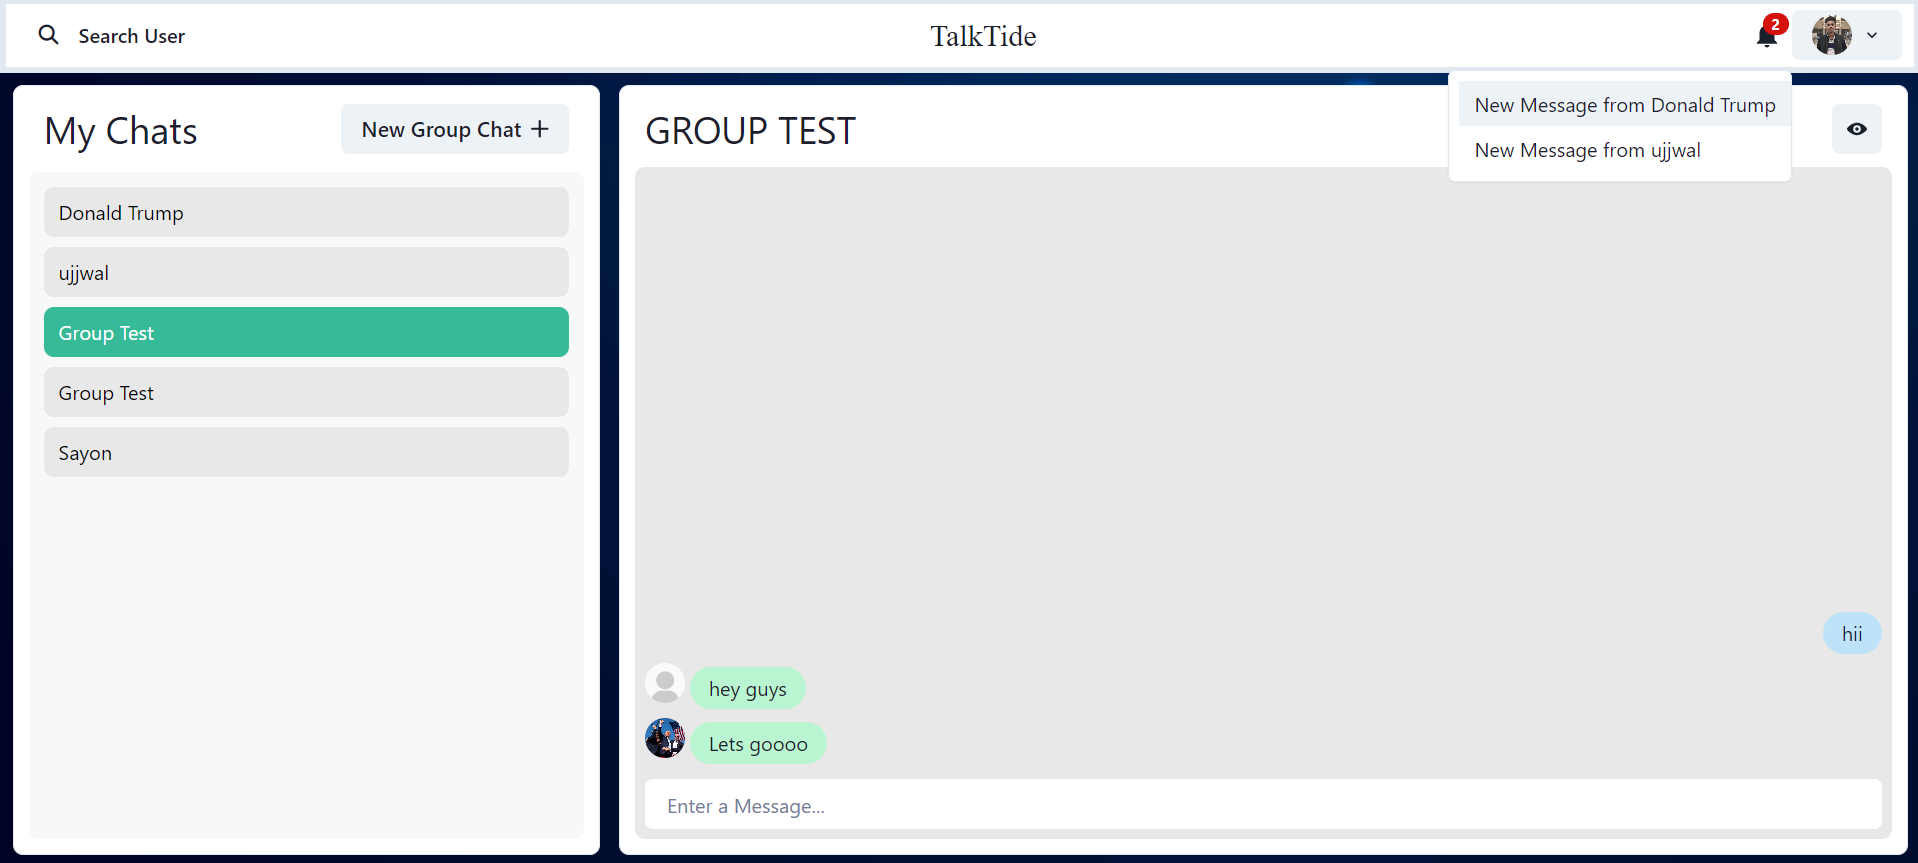 Search User
TalkTide
2
New Message from Donald Trump
New Message from ujjwal
My Chats
New Group Chat +
Donald Trump
ujjwal
Group Test
Group Test
Sayon
GROUP TEST
hii
hey guys
Lets goooo
Enter a Message...